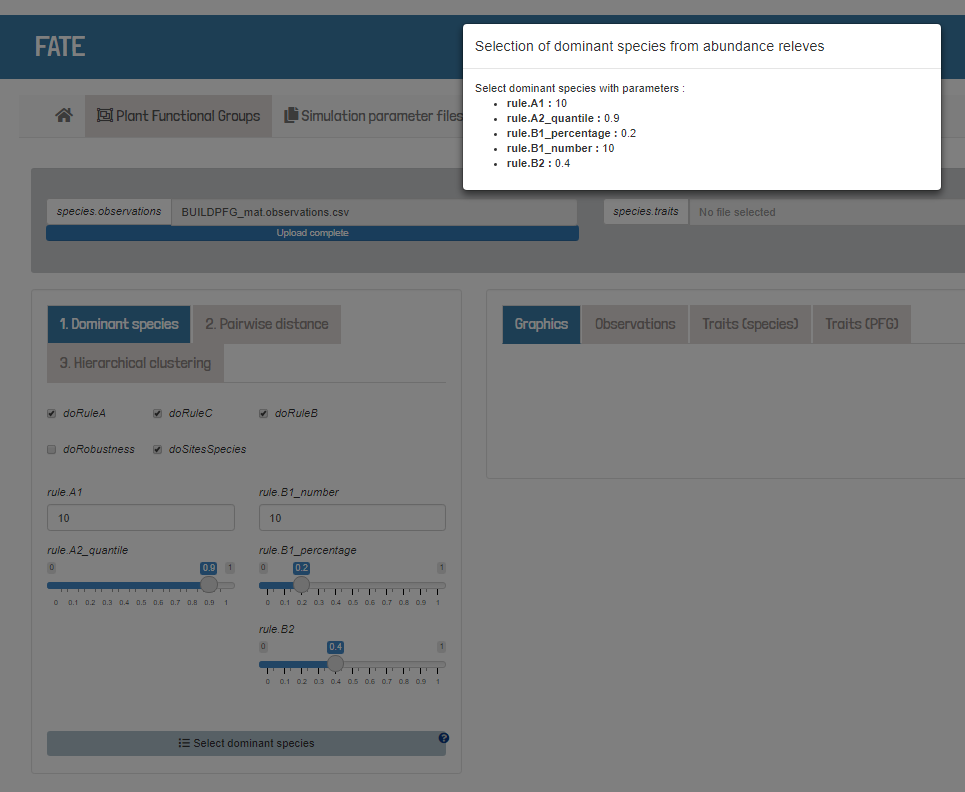 FATE
Selection of dominant species from abundance releves
Select dominant species with parameters :
rule.A1 : 10
rule.A2_quantile : 0.9
rule.B1_percentage : 0.2
rule.B1_number : 10
rule.B2 : 0.4
Plant Functional Groups Simulation parameter files
species.observations BUILDPFG_mat.observations.csv species.traits No file selected
Upload complete
1. Dominant species 2. Pairwise distance
3. Hierarchical clustering
Graphics Observations Traits (species) Traits (PFG)
doRuleA doRuleC doRuleB
doRobustness doSitesSpecies
rule.A1 rule.B1_number
10 10
rule.A2_quantile rule.B1_percentage
0 0.9 1 0 0.2 1
0 0.1 0.2 0.3 0.4 0.5 0.6 0.7 0.8 0.9 1 0 0.1 0.2 0.3 0.4 0.5 0.6 0.7 0.8 0.9 1
rule.B2
0 0.4 1
0 0.1 0.2 0.3 0.4 0.5 0.6 0.7 0.8 0.9 1
Select dominant species ?